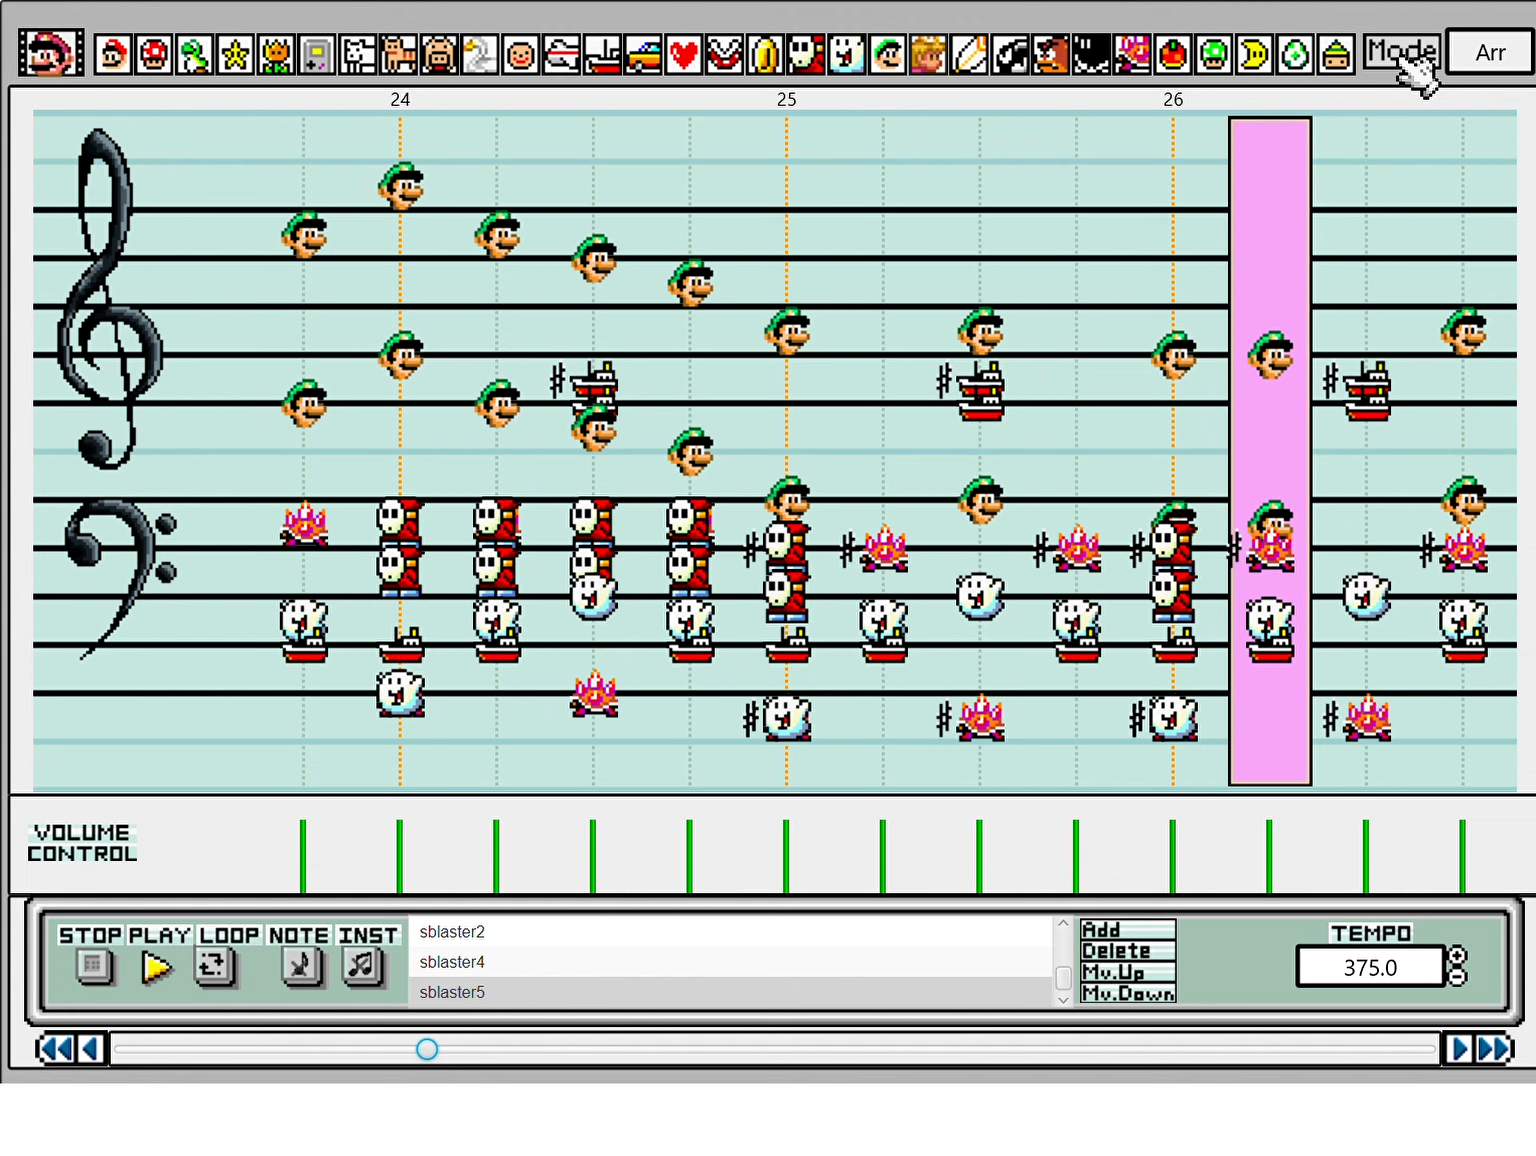 Mode Arr
24 25 26
VOLUME
CONTROL
STOP PLAY LOOP NOTE INST
sblaster2
sblaster4
sblaster5
Add
Delete
Mv.Up
Mv.Down
TEMPO
375.0